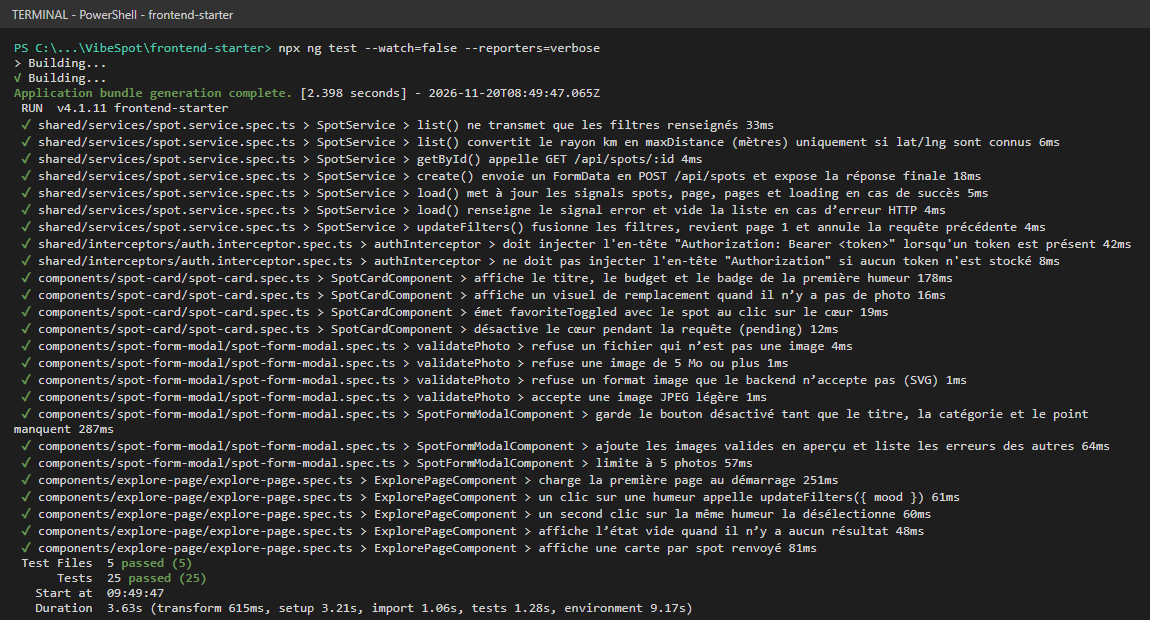 TERMINAL - PowerShell - frontend-starter
PS C:\...\VibeSpot\frontend-starter> npx ng test --watch=false --reporters=verbose
> Building...
√ Building...
Application bundle generation complete. [2.398 seconds] - 2026-11-20T08:49:47.065Z
RUN  v4.1.11 frontend-starter
✓ shared/services/spot.service.spec.ts > SpotService > list() ne transmet que les filtres renseignés 33ms
✓ shared/services/spot.service.spec.ts > SpotService > list() convertit le rayon km en maxDistance (mètres) uniquement si lat/lng sont connus 6ms
✓ shared/services/spot.service.spec.ts > SpotService > getById() appelle GET /api/spots/:id 4ms
✓ shared/services/spot.service.spec.ts > SpotService > create() envoie un FormData en POST /api/spots et expose la réponse finale 18ms
✓ shared/services/spot.service.spec.ts > SpotService > load() met à jour les signals spots, page, pages et loading en cas de succès 5ms
✓ shared/services/spot.service.spec.ts > SpotService > load() renseigne le signal error et vide la liste en cas d’erreur HTTP 4ms
✓ shared/services/spot.service.spec.ts > SpotService > updateFilters() fusionne les filtres, revient page 1 et annule la requête précédente 4ms
✓ shared/interceptors/auth.interceptor.spec.ts > authInterceptor > doit injecter l'en-tête "Authorization: Bearer <token>" lorsqu'un token est présent 42ms
✓ shared/interceptors/auth.interceptor.spec.ts > authInterceptor > ne doit pas injecter l'en-tête "Authorization" si aucun token n'est stocké 8ms
✓ components/spot-card/spot-card.spec.ts > SpotCardComponent > affiche le titre, le budget et le badge de la première humeur 178ms
✓ components/spot-card/spot-card.spec.ts > SpotCardComponent > affiche un visuel de remplacement quand il n’y a pas de photo 16ms
✓ components/spot-card/spot-card.spec.ts > SpotCardComponent > émet favoriteToggled avec le spot au clic sur le cœur 19ms
✓ components/spot-card/spot-card.spec.ts > SpotCardComponent > désactive le cœur pendant la requête (pending) 12ms
✓ components/spot-form-modal/spot-form-modal.spec.ts > validatePhoto > refuse un fichier qui n’est pas une image 4ms
✓ components/spot-form-modal/spot-form-modal.spec.ts > validatePhoto > refuse une image de 5 Mo ou plus 1ms
✓ components/spot-form-modal/spot-form-modal.spec.ts > validatePhoto > refuse un format image que le backend n’accepte pas (SVG) 1ms
✓ components/spot-form-modal/spot-form-modal.spec.ts > validatePhoto > accepte une image JPEG légère 1ms
✓ components/spot-form-modal/spot-form-modal.spec.ts > SpotFormModalComponent > garde le bouton désactivé tant que le titre, la catégorie et le point
manquent 287ms
✓ components/spot-form-modal/spot-form-modal.spec.ts > SpotFormModalComponent > ajoute les images valides en aperçu et liste les erreurs des autres 64ms
✓ components/spot-form-modal/spot-form-modal.spec.ts > SpotFormModalComponent > limite à 5 photos 57ms
✓ components/explore-page/explore-page.spec.ts > ExplorePageComponent > charge la première page au démarrage 251ms
✓ components/explore-page/explore-page.spec.ts > ExplorePageComponent > un clic sur une humeur appelle updateFilters({ mood }) 61ms
✓ components/explore-page/explore-page.spec.ts > ExplorePageComponent > un second clic sur la même humeur la désélectionne 60ms
✓ components/explore-page/explore-page.spec.ts > ExplorePageComponent > affiche l’état vide quand il n’y a aucun résultat 48ms
✓ components/explore-page/explore-page.spec.ts > ExplorePageComponent > affiche une carte par spot renvoyé 81ms
Test Files  5 passed (5)
Tests  25 passed (25)
Start at  09:49:47
Duration  3.63s (transform 615ms, setup 3.21s, import 1.06s, tests 1.28s, environment 9.17s)